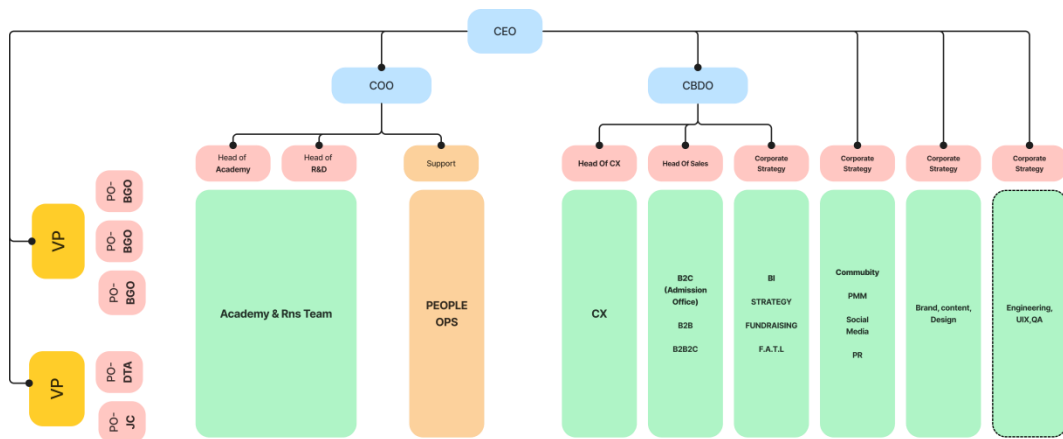 CEO
COO
CBDO
Head of
Academy
Head of
R&D
Support
Head Of CX
Head Of Sales
Corporate
Strategy
Corporate
Strategy
Corporate
Strategy
Corporate
Strategy
VP
PO-
BGO
PO-
BGO
PO-
BGO
VP
PO-
DTA
PO-
JC
Academy & Rns Team
PEOPLE
OPS
CX
B2C
(Admission
Office)
B2B
B2B2C
BI
STRATEGY
FUNDRAISING
F.A.T.L
Commubity
PMM
Social
Media
PR
Brand, content,
Design
Engineering,
UIX,QA